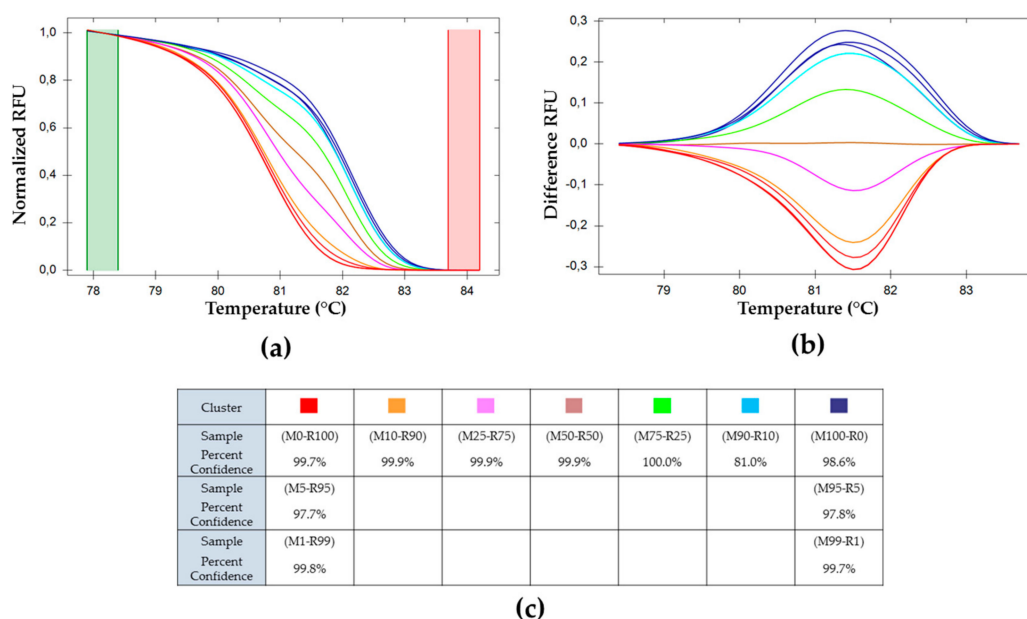 Normalized RFU
1,0
0,8
0,6
0,4
0,2
0,0
78
79
80
81
82
83
84
Temperature (°C)
(a)
Difference RFU
0,3
0,2
0,1
0,0
-0,1
-0,2
-0,3
79
80
81
82
83
Temperature (°C)
(b)
Cluster
Sample (M0-R100) (M10-R90) (M25-R75) (M50-R50) (M75-R25) (M90-R10) (M100-R0)
Percent Confidence 99.7% 99.9% 99.9% 99.9% 100.0% 81.0% 98.6%
Sample (M5-R95) (M95-R5)
Percent Confidence 97.7% 97.8%
Sample (M1-R99) (M99-R1)
Percent Confidence 99.8% 99.7%
(c)